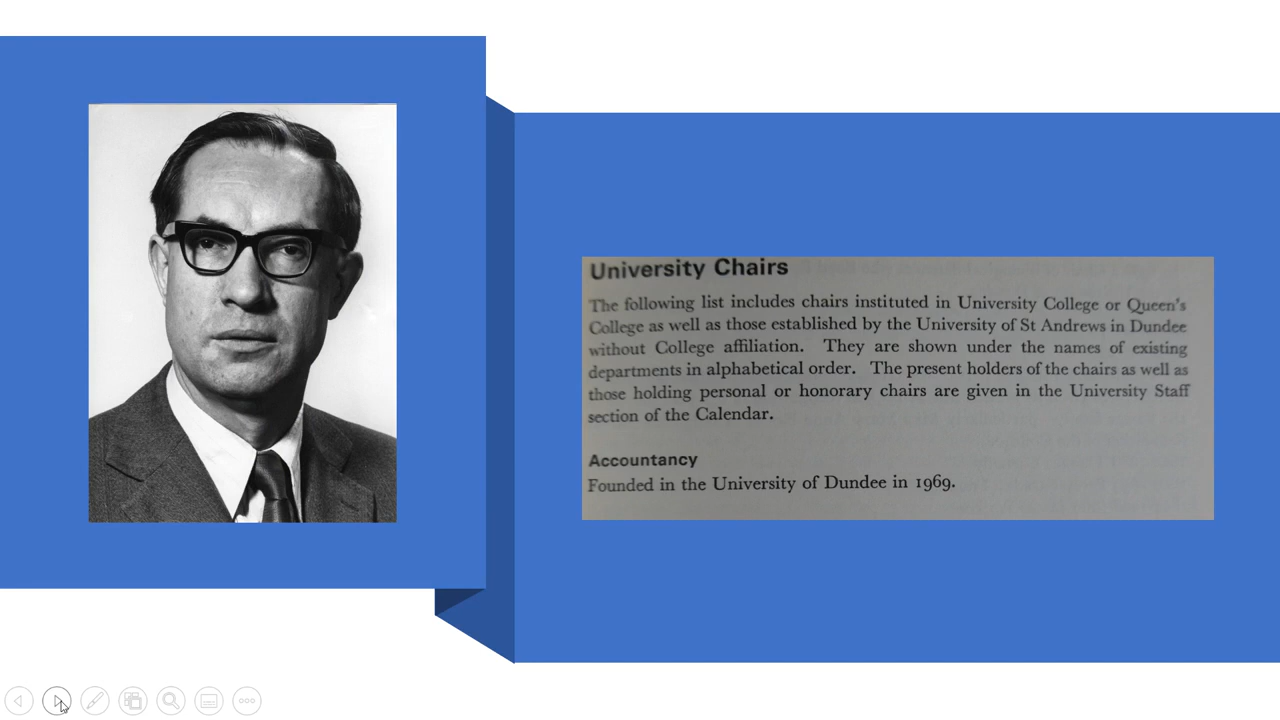 University Chairs
The following list includes chairs instituted in University College or Queen's
College as well as those established by the University of St Andrews in Dundee
without College affiliation. They are shown under the names of existing
departments in alphabetical order. The present holders of the chairs as well as
those holding personal or honorary chairs are given in the University Staff
section of the Calendar.
Accountancy
Founded in the University of Dundee in 1969.